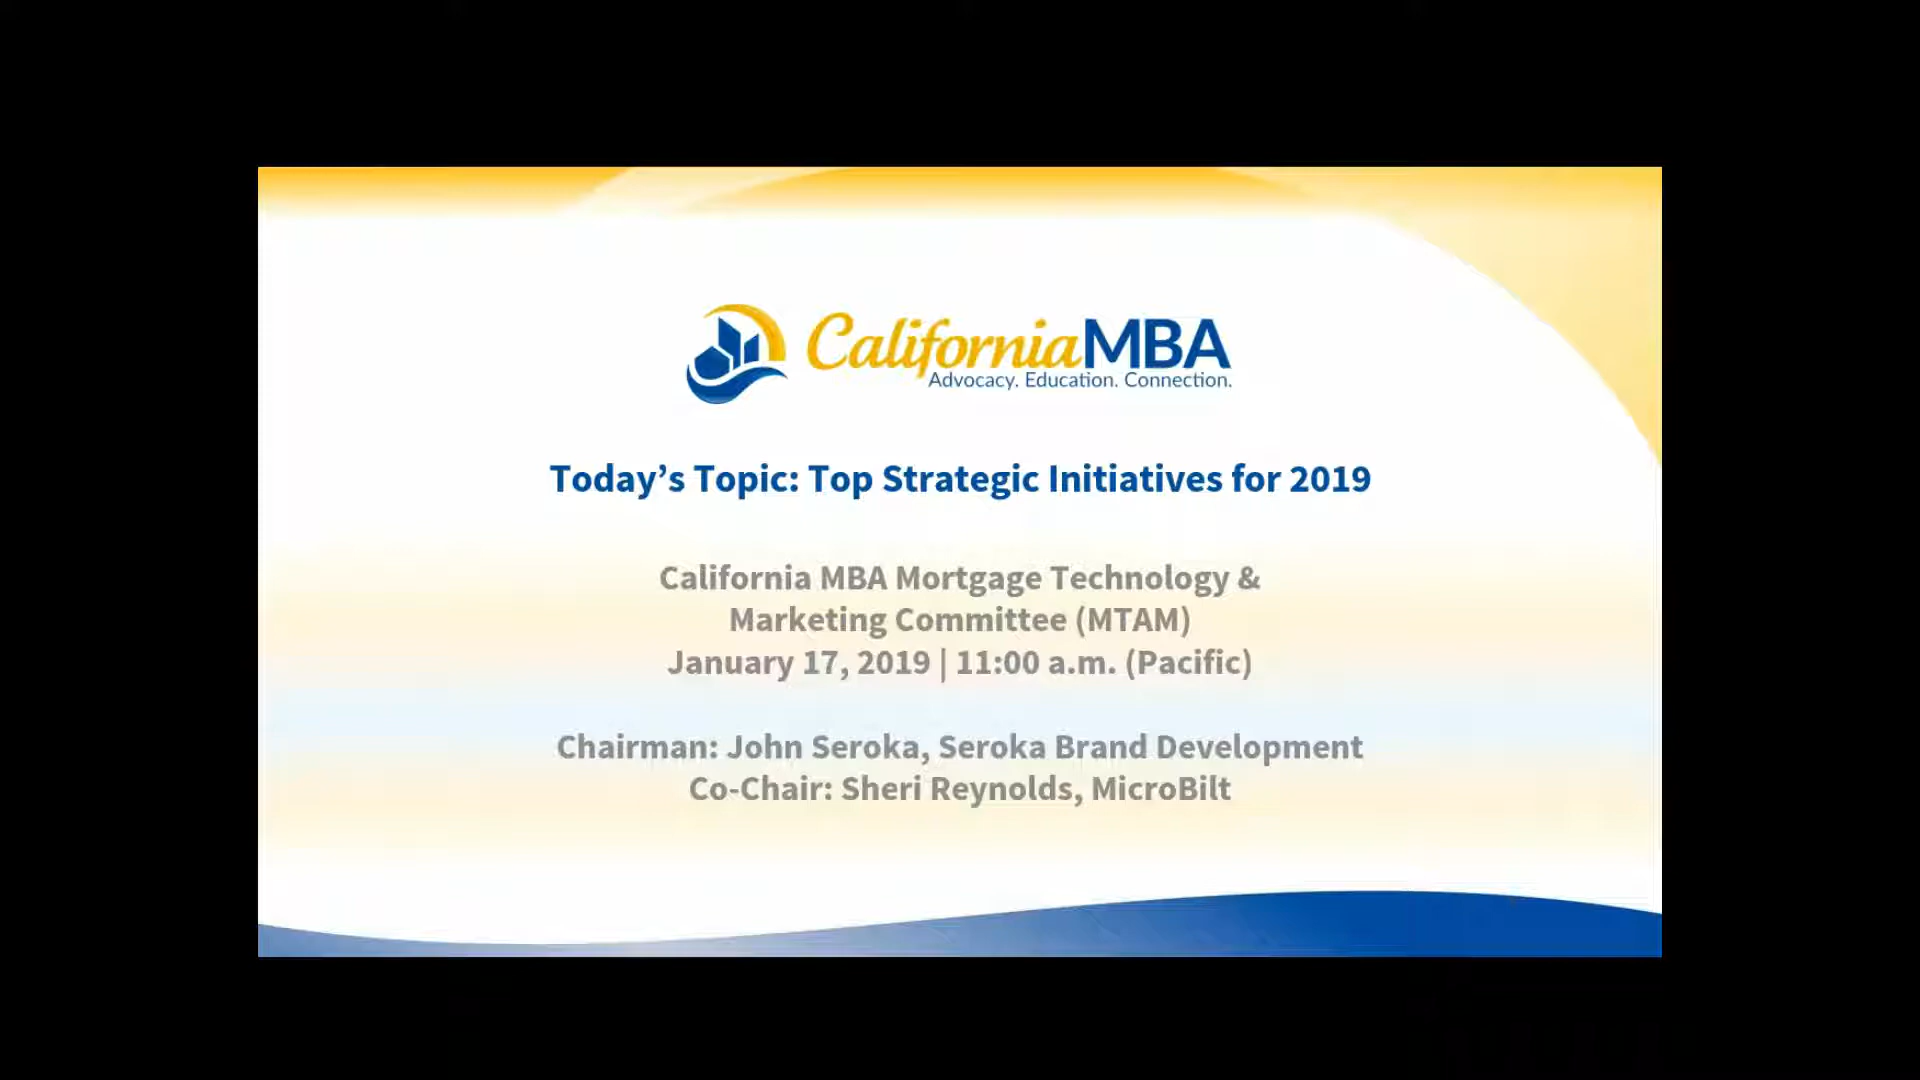 CaliforniaMBA
Advocacy. Education. Connection.
Today’s Topic: Top Strategic Initiatives for 2019
California MBA Mortgage Technology &
Marketing Committee (MTAM)
January 17, 2019 | 11:00 a.m. (Pacific)
Chairman: John Seroka, Seroka Brand Development
Co-Chair: Sheri Reynolds, MicroBilt